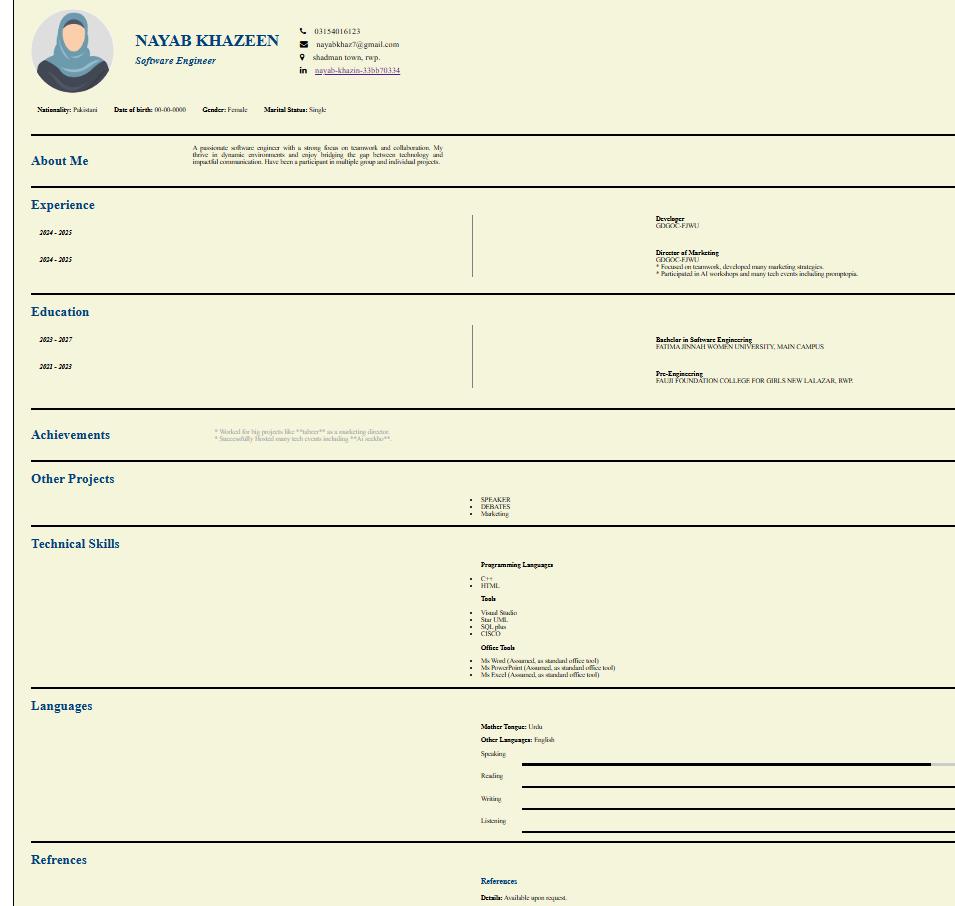 NAYAB KHAZEEN
Software Engineer
03154016123
nayabkhaz7@gmail.com
shadman town, rwp.
in nayab-khazin-33bb70334
Nationality: Pakistani Date of birth: 00-00-0000 Gender: Female Marital Status: Single
About Me
A passionate software engineer with a strong focus on teamwork and collaboration. My
thrive in dynamic environments and enjoy bridging the gap between technology and
impactful communication. Have been a participant in multiple group and individual projects.
Experience
2024 - 2025
Developer
GDGOC-FJWU
2024 - 2025
Director of Marketing
GDGOC-FJWU
* Focused on teamwork, developed many marketing strategies.
* Participated in AI workshops and many tech events including promptopia.
Education
2023 - 2027
Bachelor in Software Engineering
FATIMA JINNAH WOMEN UNIVERSITY, MAIN CAMPUS
2021 - 2023
Pre-Engineering
FAUJI FOUNDATION COLLEGE FOR GIRLS NEW LALAZAR, RWP.
Achievements
* Worked for big projects like **tabeer** as a marketing director.
* Successfully Hosted many tech events including **Ai seekho**.
Other Projects
• SPEAKER
• DEBATES
• Marketing
Technical Skills
Programming Languages
• C++
• HTML
Tools
• Visual Studio
• Star UML
• SQL plus
• CISCO
Office Tools
• Ms Word (Assumed, as standard office tool)
• Ms PowerPoint (Assumed, as standard office tool)
• Ms Excel (Assumed, as standard office tool)
Languages
Mother Tongue: Urdu
Other Languages: English
Speaking
Reading
Writing
Listening
Refrences
References
Details: Available upon request.